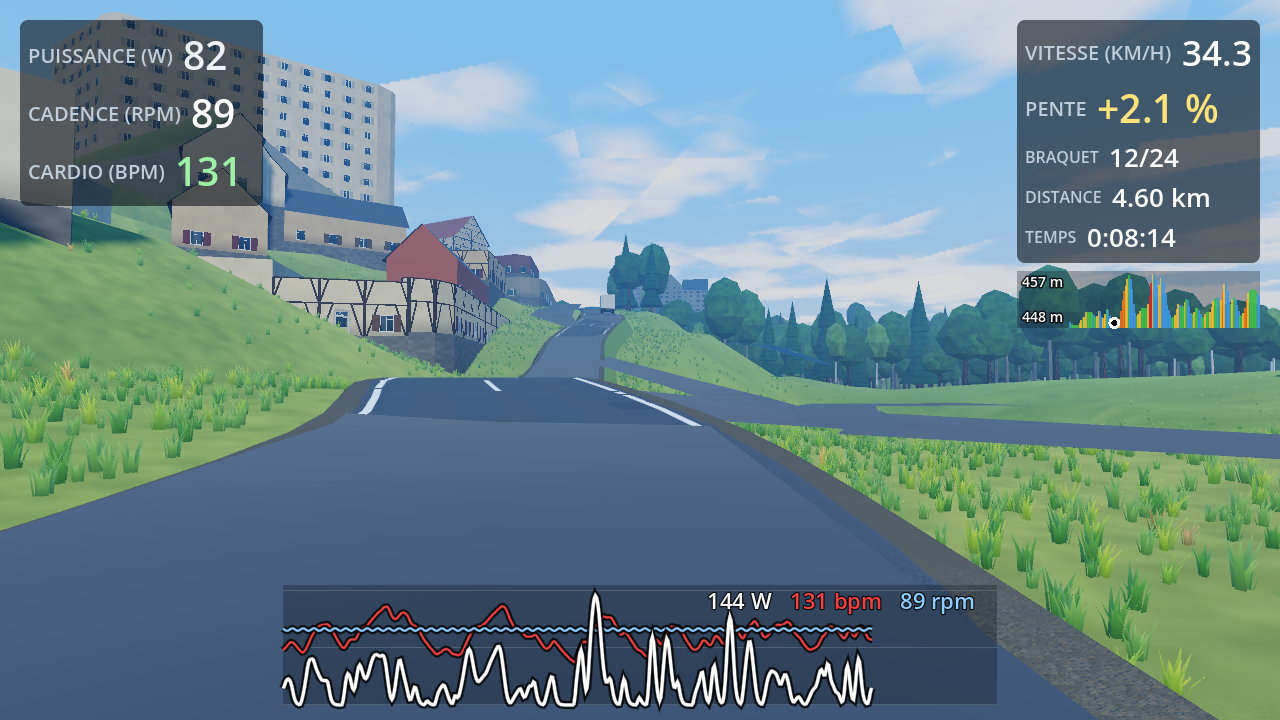 PUISSANCE (W) 82
CADENCE (RPM) 89
CARDIO (BPM) 131
VITESSE (KM/H) 34.3
PENTE +2.1 %
BRAQUET 12/24
DISTANCE 4.60 km
TEMPS 0:08:14
457 m
448 m
144 W 131 bpm 89 rpm